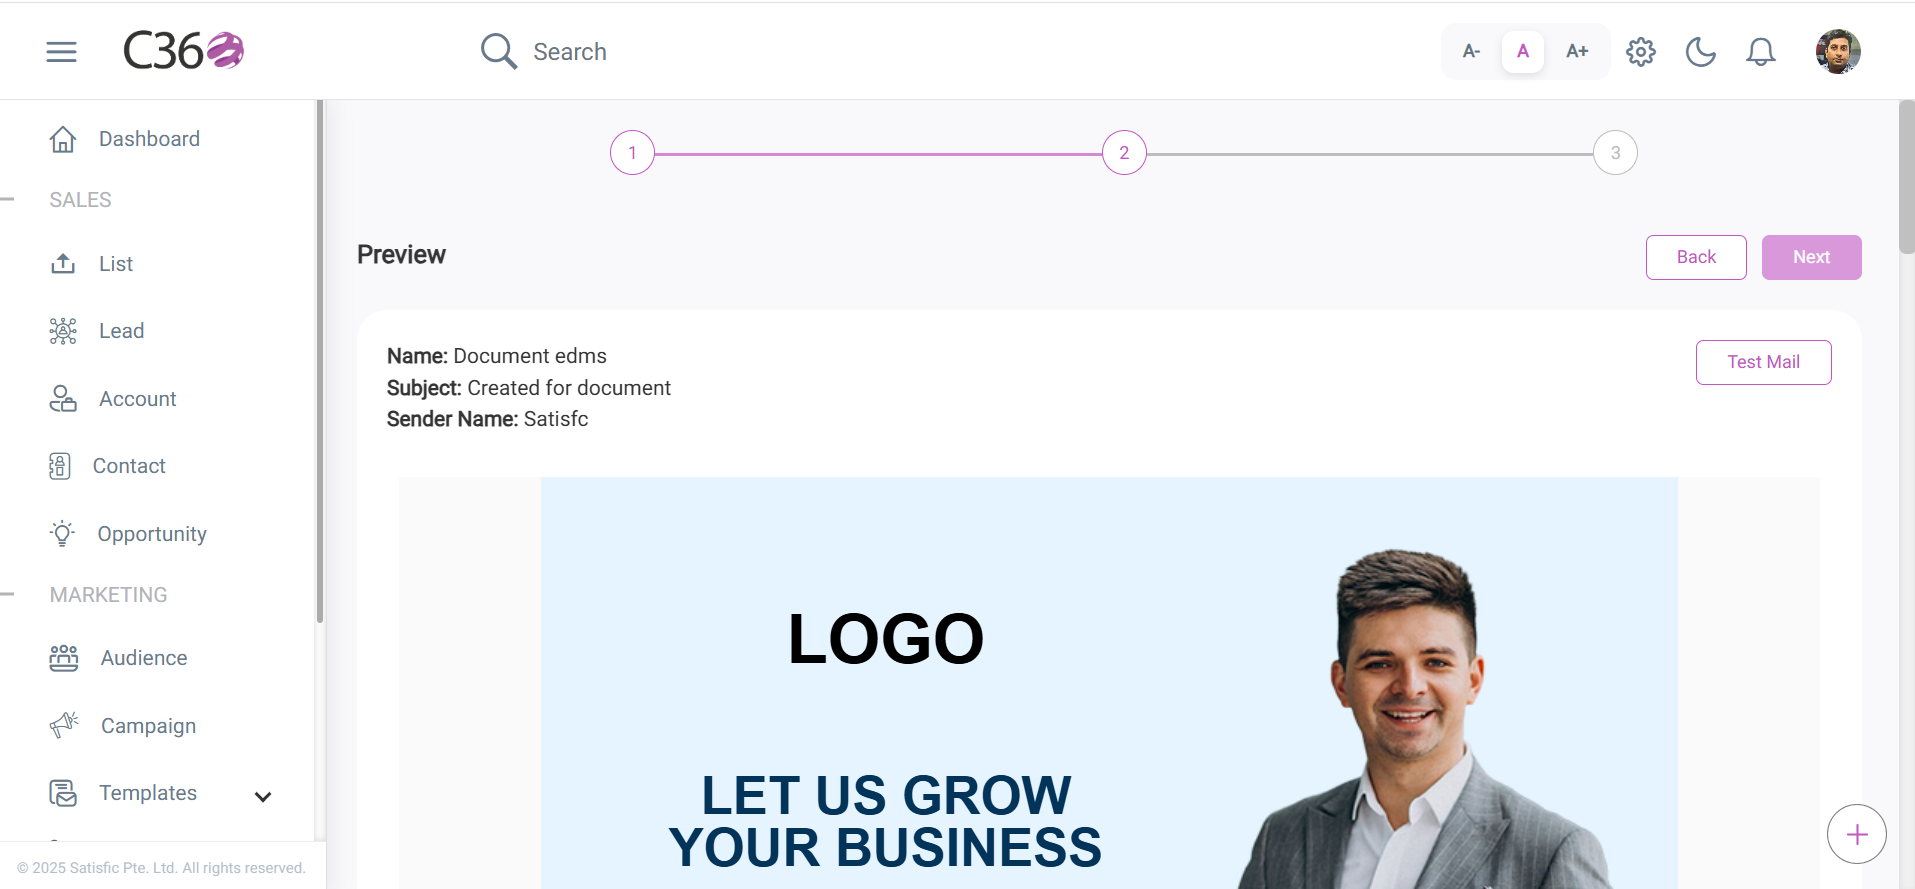 C360
Search
A-
A
A+
Dashboard
SALES
List
Lead
Account
Contact
Opportunity
MARKETING
Audience
Campaign
Templates
© 2025 Satisfic Pte. Ltd. All rights reserved.
1
2
3
Preview
Back
Next
Name: Document edms
Subject: Created for document
Sender Name: Satisfc
Test Mail
LOGO
LET US GROW
YOUR BUSINESS